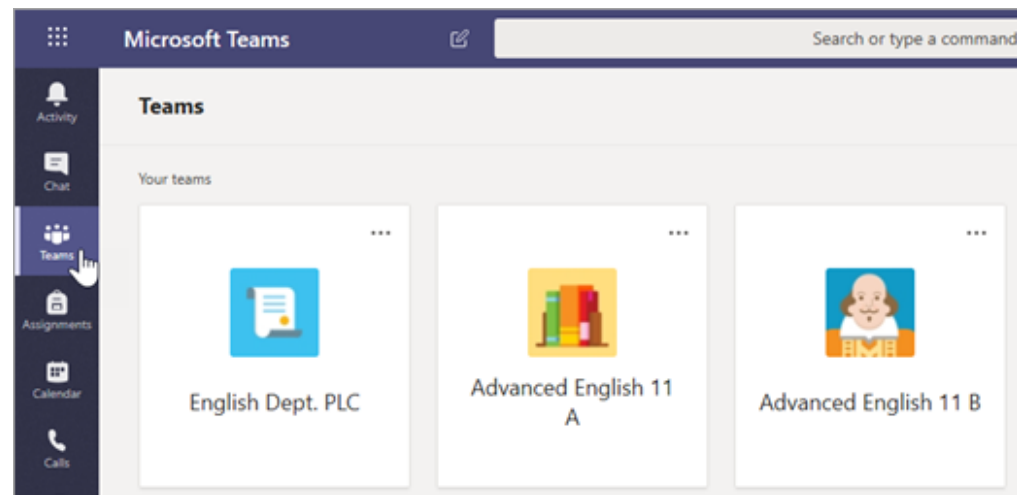 Microsoft Teams
Search or type a command
Activity
Chat
Teams
Assignments
Calendar
Calls
Teams
Your teams
English Dept. PLC
Advanced English 11
A
Advanced English 11 B